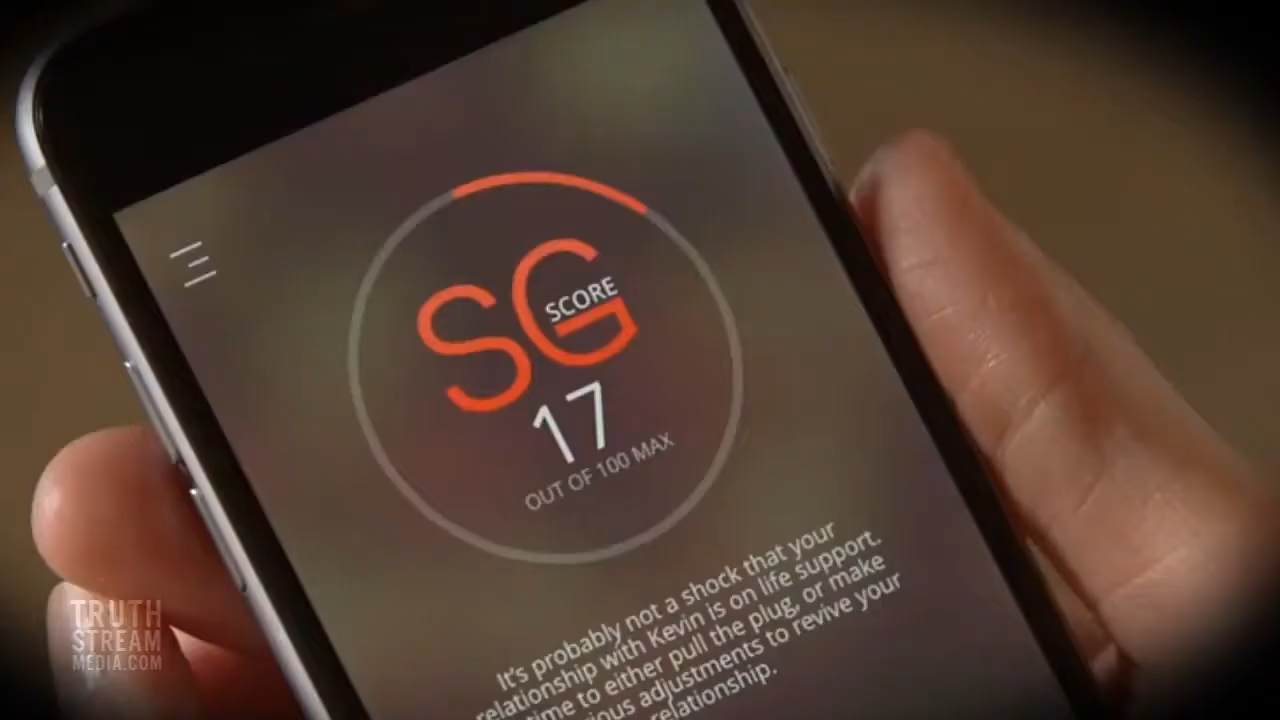 SG
SCORE
17
OUT OF 100 MAX
It's probably not a shock that your
relationship with Kevin is on life support.
time to either pull the plug, or make
adjustments to revive your
relationship.
TRUTH
STREAM
MEDIA.COM